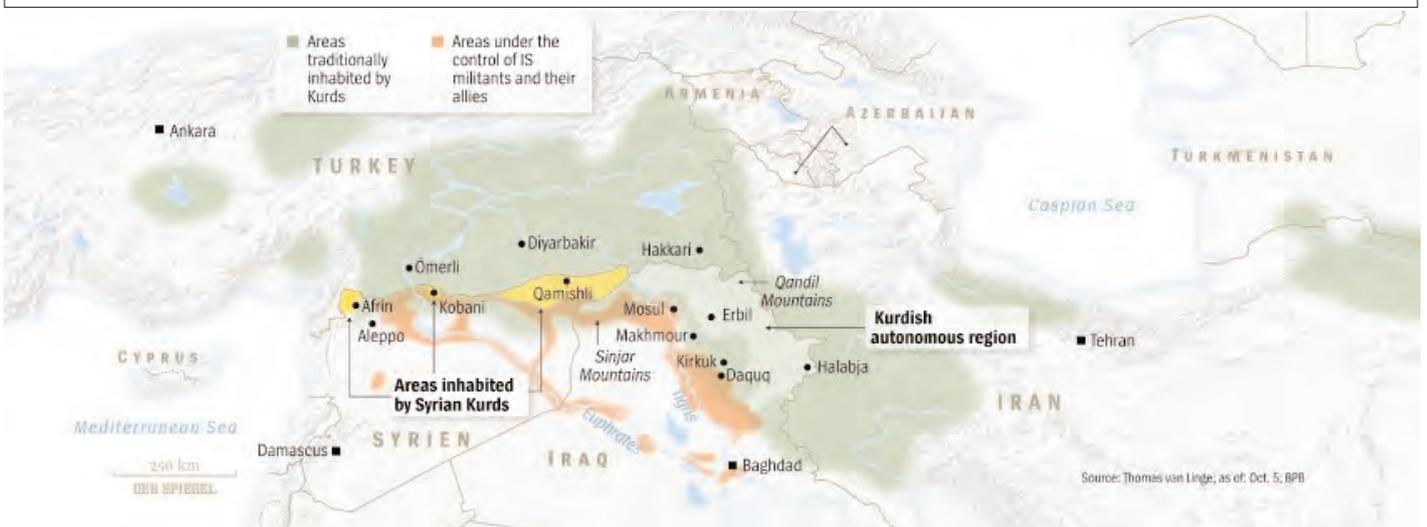 Areas
traditionally
inhabited by
Kurds
Areas under the
control of IS
militants and their
allies
ARMENIA
AZERBAIJAN
Ankara
TURKEY
TURKMENISTAN
Caspian Sea
Diyarbakir
Hakkari
Ömerli
Qandil
Mountains
Qamishli
Afrin
Kobani
Mosul
Erbil
Kurdish
autonomous region
Aleppo
Makhmour
Tehran
CYPRUS
Sinjar
Mountains
Kirkuk
Daquq
Halabja
Areas inhabited
by Syrian Kurds
Tigris
IRAN
Mediterranean Sea
SYRIEN
Euphrates
Damascus
IRAQ
Baghdad
250 km
DER SPIEGEL
Source: Thomas van Linge; as of: Oct. 5; BPB